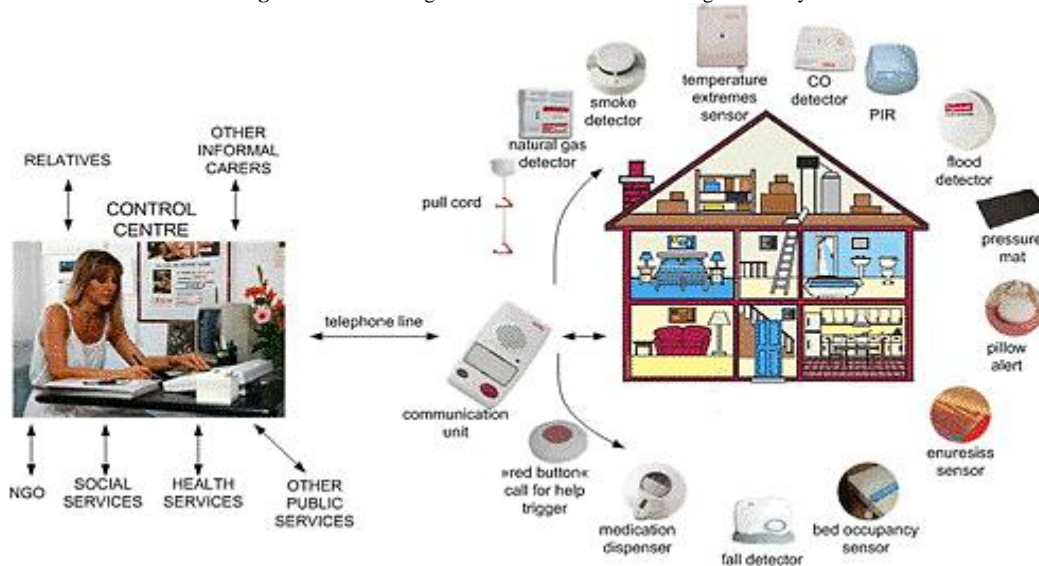 RELATIVES
OTHER
INFORMAL
CARERS
CONTROL
CENTRE
NGO
SOCIAL
SERVICES
HEALTH
SERVICES
OTHER
PUBLIC
SERVICES
telephone line
communication
unit
pull cord
natural gas
detector
smoke
detector
temperature
extremes
sensor
CO
detector
PIR
flood
detector
pressure
mat
pillow
alert
enuresiss
sensor
bed occupancy
sensor
fall detector
medication
dispenser
»red button«
call for help
trigger